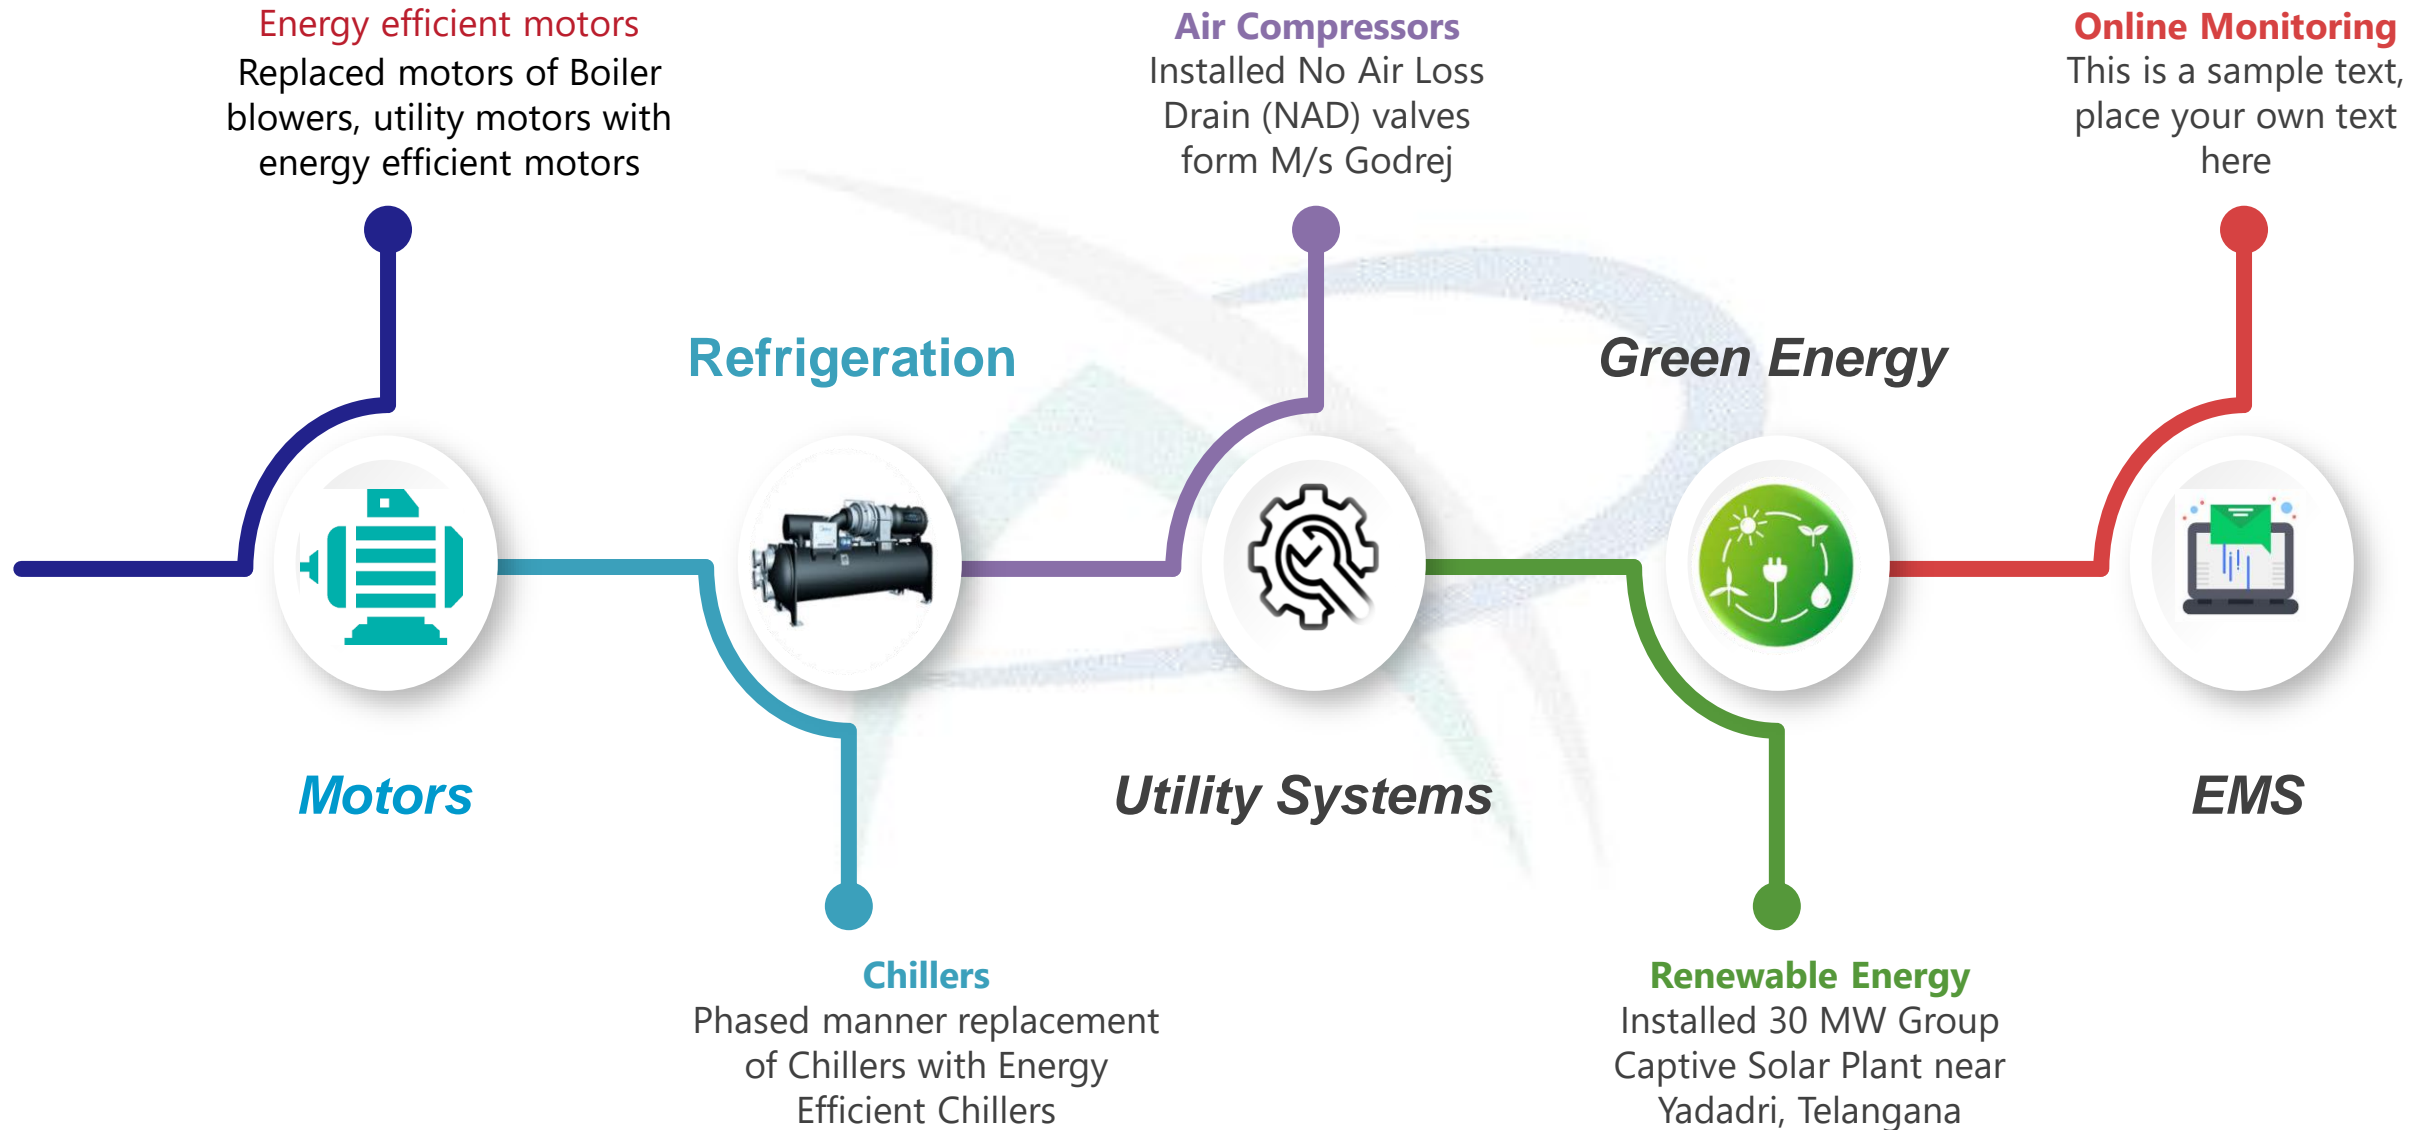 Energy efficient motors
Replaced motors of Boiler
blowers, utility motors with
energy efficient motors
Air Compressors
Installed No Air Loss
Drain (NAD) valves
form M/s Godrej
Online Monitoring
This is a sample text,
place your own text
here
Refrigeration
Green Energy
Motors
Utility Systems
EMS
Chillers
Phased manner replacement
of Chillers with Energy
Efficient Chillers
Renewable Energy
Installed 30 MW Group
Captive Solar Plant near
Yadadri, Telangana